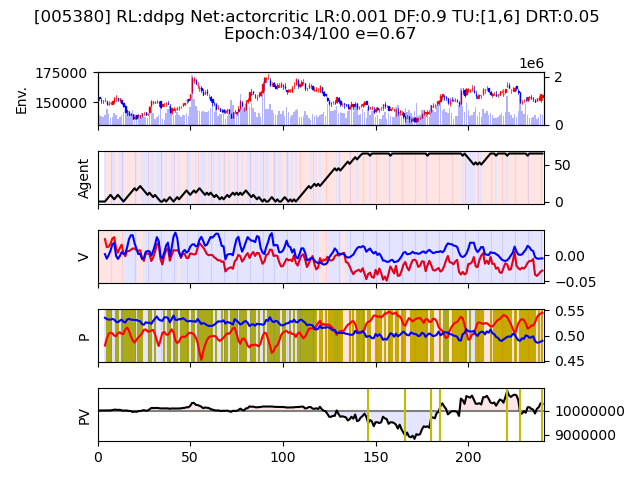 [005380] RL:ddpg Net:actorcritic LR:0.001 DF:0.9 TU:[1,6] DRT:0.05
Epoch:034/100 e=0.67
1e6
175000
150000
Env.
2
0
Agent
50
0
V
0.00
−0.05
P
0.55
0.50
0.45
PV
10000000
9000000
0 50 100 150 200